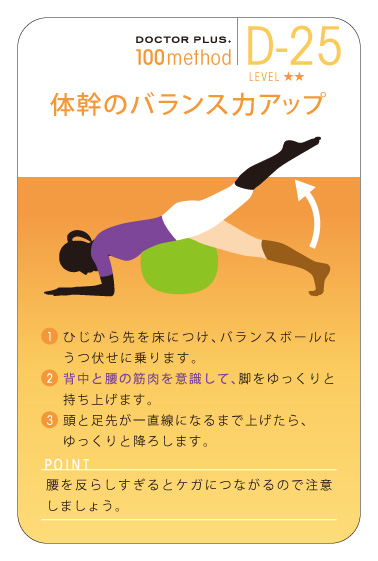 DOCTOR PLUS.
100method
D-25
LEVEL ★★
体幹のバランス力アップ
1 ひじから先を床につけ、バランスボールに
うつ伏せに乗ります。
2 背中と腰の筋肉を意識して、脚をゆっくりと
持ち上げます。
3 頭と足先が一直線になるまで上げたら、
ゆっくりと降ろします。
POINT
腰を反らしすぎるとケガにつながるので注意
しましょう。